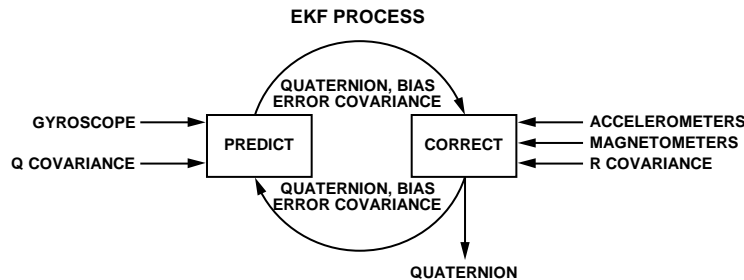 EKF PROCESS
QUATERNION, BIAS
ERROR COVARIANCE
GYROSCOPE
Q COVARIANCE
PREDICT
CORRECT
ACCELEROMETERS
MAGNETOMETERS
R COVARIANCE
QUATERNION, BIAS
ERROR COVARIANCE
QUATERNION